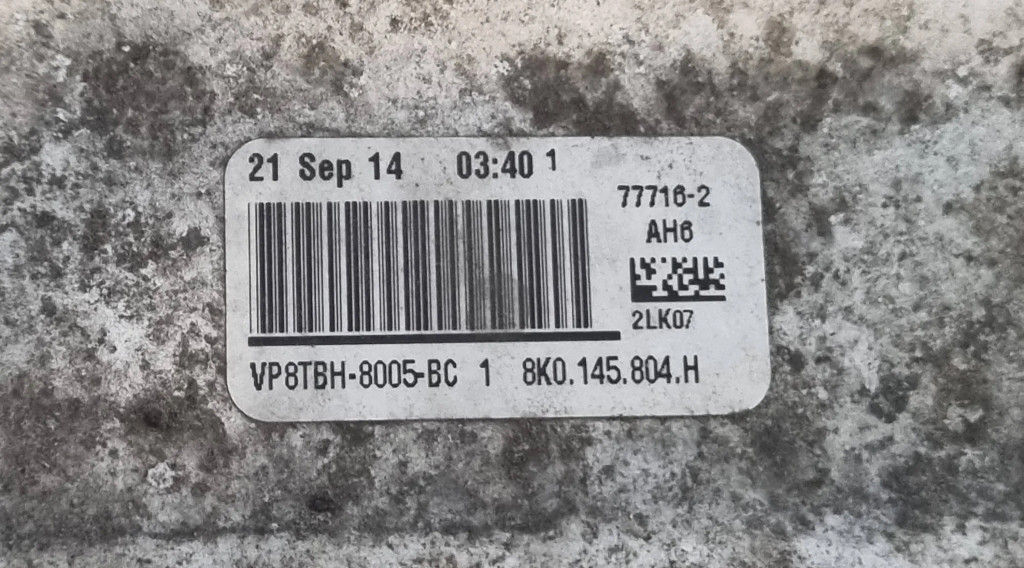 21 Sep 14 03:40 1
77716-2
AH6
2LK07
VP8TBH-8005-BC 1 8K0.145.804.H